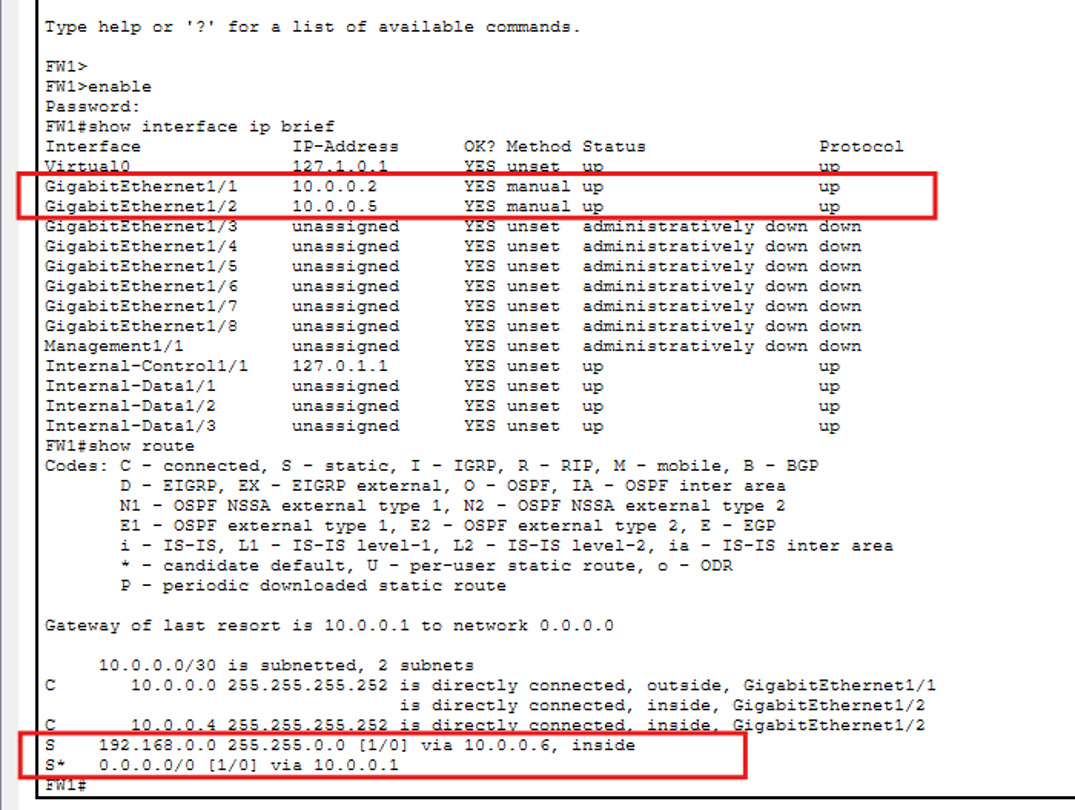 Type help or '?' for a list of available commands.
FW1>
FW1>enable
Password:
FW1#show interface ip brief
Interface IP-Address OK? Method Status Protocol
Virtual0 127.1.0.1 YES unset up up
GigabitEthernet1/1 10.0.0.2 YES manual up up
GigabitEthernet1/2 10.0.0.5 YES manual up up
GigabitEthernet1/3 unassigned YES unset administratively down down
GigabitEthernet1/4 unassigned YES unset administratively down down
GigabitEthernet1/5 unassigned YES unset administratively down down
GigabitEthernet1/6 unassigned YES unset administratively down down
GigabitEthernet1/7 unassigned YES unset administratively down down
GigabitEthernet1/8 unassigned YES unset administratively down down
Management1/1 unassigned YES unset administratively down down
Internal-Control1/1 127.0.1.1 YES unset up up
Internal-Data1/1 unassigned YES unset up up
Internal-Data1/2 unassigned YES unset up up
Internal-Data1/3 unassigned YES unset up up
FW1#show route
Codes: C - connected, S - static, I - IGRP, R - RIP, M - mobile, B - BGP
D - EIGRP, EX - EIGRP external, O - OSPF, IA - OSPF inter area
N1 - OSPF NSSA external type 1, N2 - OSPF NSSA external type 2
E1 - OSPF external type 1, E2 - OSPF external type 2, E - EGP
i - IS-IS, L1 - IS-IS level-1, L2 - IS-IS level-2, ia - IS-IS inter area
* - candidate default, U - per-user static route, o - ODR
P - periodic downloaded static route
Gateway of last resort is 10.0.0.1 to network 0.0.0.0
10.0.0.0/30 is subnetted, 2 subnets
C 10.0.0.0 255.255.255.252 is directly connected, outside, GigabitEthernet1/1
is directly connected, inside, GigabitEthernet1/2
C 10.0.0.4 255.255.255.252 is directly connected, inside, GigabitEthernet1/2
S 192.168.0.0 255.255.0.0 [1/0] via 10.0.0.6, inside
S* 0.0.0.0/0 [1/0] via 10.0.0.1
FW1#